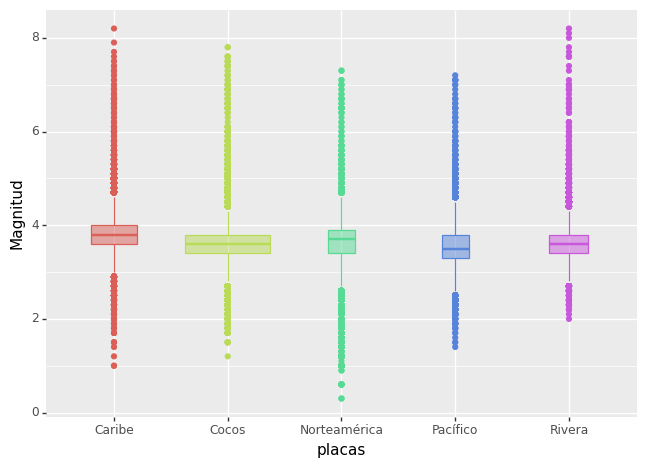 8
6
4
2
0
Magnitud
Caribe
Cocos
Norteamérica
Pacífico
Rivera
placas